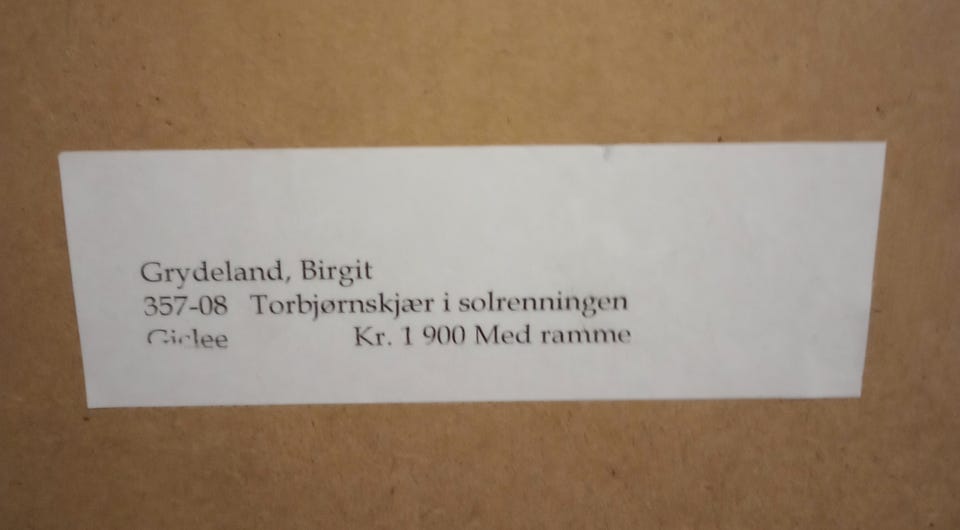 Grydeland, Birgit
357-08 Torbjørnskjær i solrenningen
Giclee Kr. 1 900 Med ramme